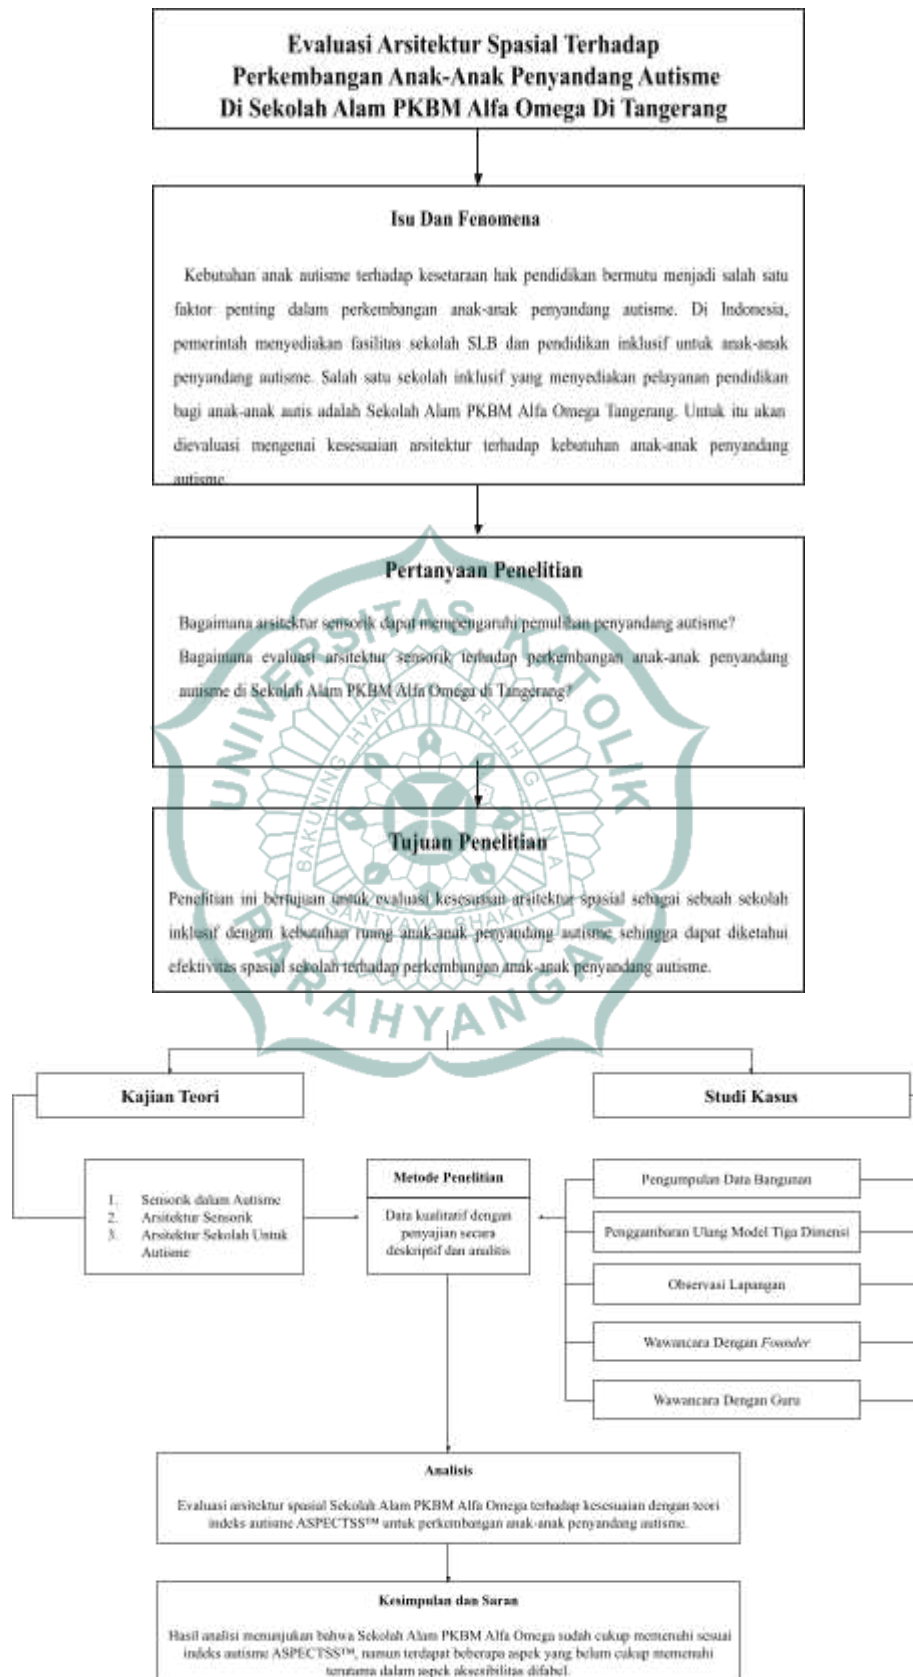 Evaluasi Arsitektur Spasial Terhadap
Perkembangan Anak-Anak Penyandang Autisme
Di Sekolah Alam PKBM Alfa Omega Di Tangerang
Isu Dan Fenomena
Kebutuhan anak autisme terhadap kesetaraan hak pendidikan bermutu menjadi salah satu
faktor penting dalam perkembangan anak-anak penyandang autisme. Di Indonesia,
pemerintah menyediakan fasilitas sekolah SLB dan pendidikan inklusif untuk anak-anak
penyandang autisme. Salah satu sekolah inklusif yang menyediakan pelayanan pendidikan
bagi anak-anak autis adalah Sekolah Alam PKBM Alfa Omega Tangerang. Untuk itu akan
dievaluasi mengenai kesesuaian arsitektur terhadap kebutuhan anak-anak penyandang
autisme.
Pertanyaan Penelitian
Bagaimana arsitektur sensorik dapat mempengaruhi pemulihan penyandang autisme?
Bagaimana evaluasi arsitektur sensorik terhadap perkembangan anak-anak penyandang
autisme di Sekolah Alam PKBM Alfa Omega di Tangerang?
Tujuan Penelitian
Penelitian ini bertujuan untuk evaluasi kesesuaian arsitektur spasial sebagai sebuah sekolah
inklusif dengan kebutuhan ruang anak-anak penyandang autisme sehingga dapat diketahui
efektivitas spasial sekolah terhadap perkembangan anak-anak penyandang autisme.
UNIVERSITAS KATOLIK
PARAHYANGAN
BAKUNING HYANG MRIH GUNA
SANTYAYA BHAKTI
Kajian Teori
Studi Kasus
1. Sensorik dalam Autisme
2. Arsitektur Sensorik
3. Arsitektur Sekolah Untuk
Autisme
Metode Penelitian
Data kualitatif dengan
penyajian secara
deskriptif dan analitis
Pengumpulan Data Bangunan
Penggambaran Ulang Model Tiga Dimensi
Observasi Lapangan
Wawancara Dengan Founder
Wawancara Dengan Guru
Analisis
Evaluasi arsitektur spasial Sekolah Alam PKBM Alfa Omega terhadap kesesuaian dengan teori
indeks autisme ASPECTSS™ untuk perkembangan anak-anak penyandang autisme.
Kesimpulan dan Saran
Hasil analisi menunjukan bahwa Sekolah Alam PKBM Alfa Omega sudah cukup memenuhi sesuai
indeks autisme ASPECTSS™, namun terdapat beberapa aspek yang belum cukup memenuhi
terutama dalam aspek aksesibilitas difabel.